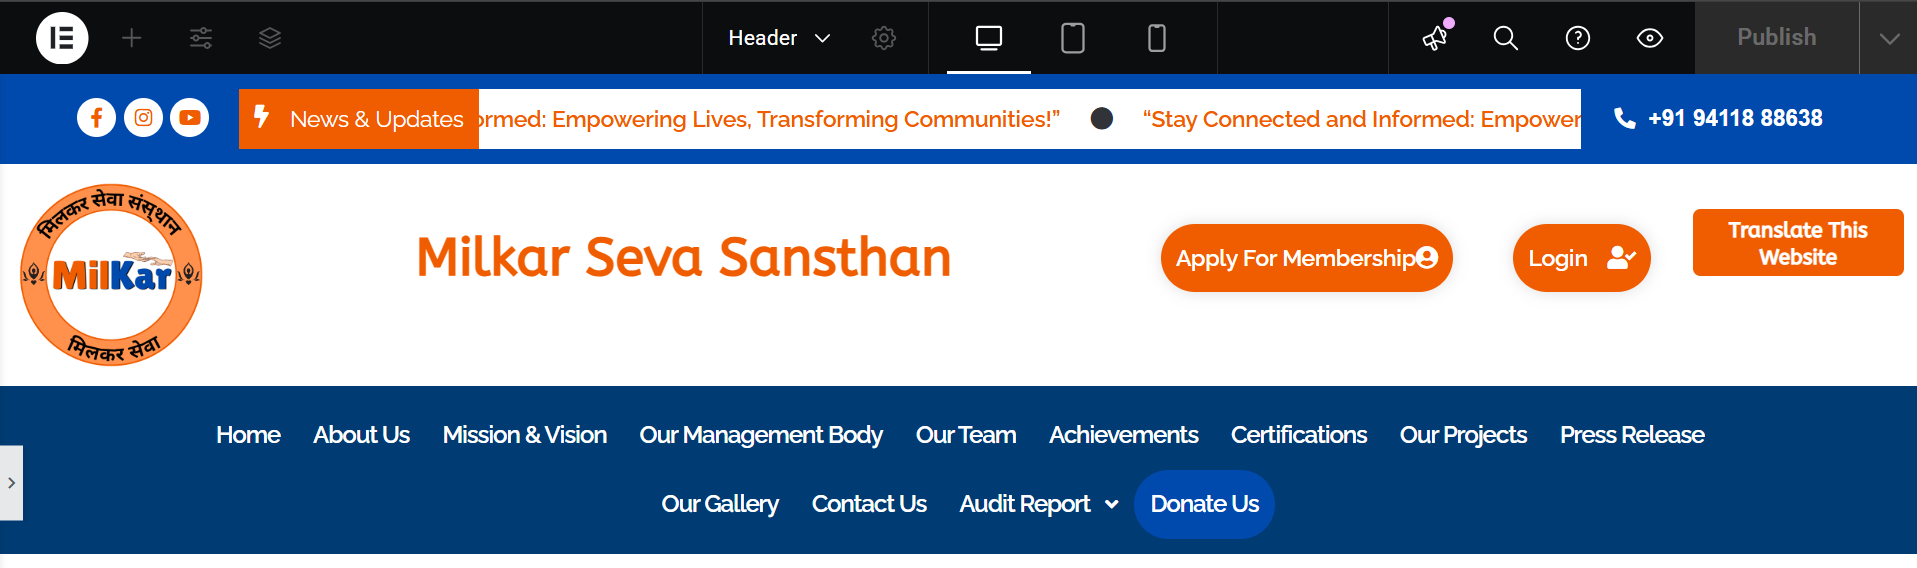 Header
Publish
News & Updates
ormed: Empowering Lives, Transforming Communities!”
“Stay Connected and Informed: Empower
+91 94118 88638
मिलकर सेवा संस्थान
MilKar
मिलकर सेवा
Milkar Seva Sansthan
Apply For Membership
Login
Translate This
Website
Home About Us Mission & Vision Our Management Body Our Team Achievements Certifications Our Projects Press Release
Our Gallery Contact Us Audit Report Donate Us